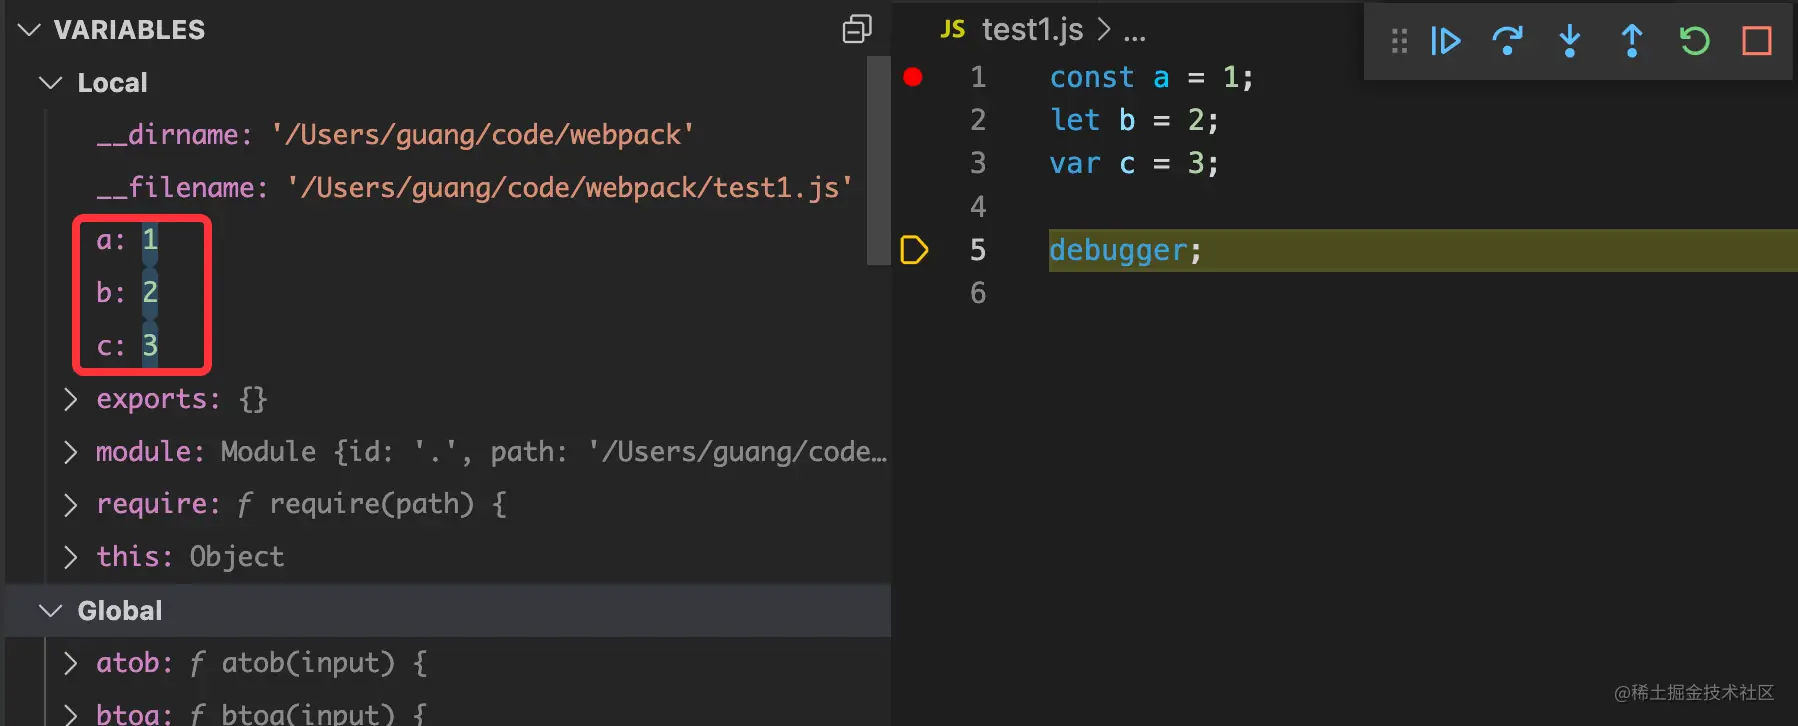 VARIABLES
Local
__dirname: '/Users/guang/code/webpack'
__filename: '/Users/guang/code/webpack/test1.js'
a: 1
b: 2
c: 3
exports: {}
module: Module {id: '.', path: '/Users/guang/code…
require: ƒ require(path) {
this: Object
Global
atob: ƒ atob(input) {
btoa: ƒ btoa(input) {
JS test1.js > ...
1 const a = 1;
2 let b = 2;
3 var c = 3;
4
5 debugger;
6
@稀土掘金技术社区